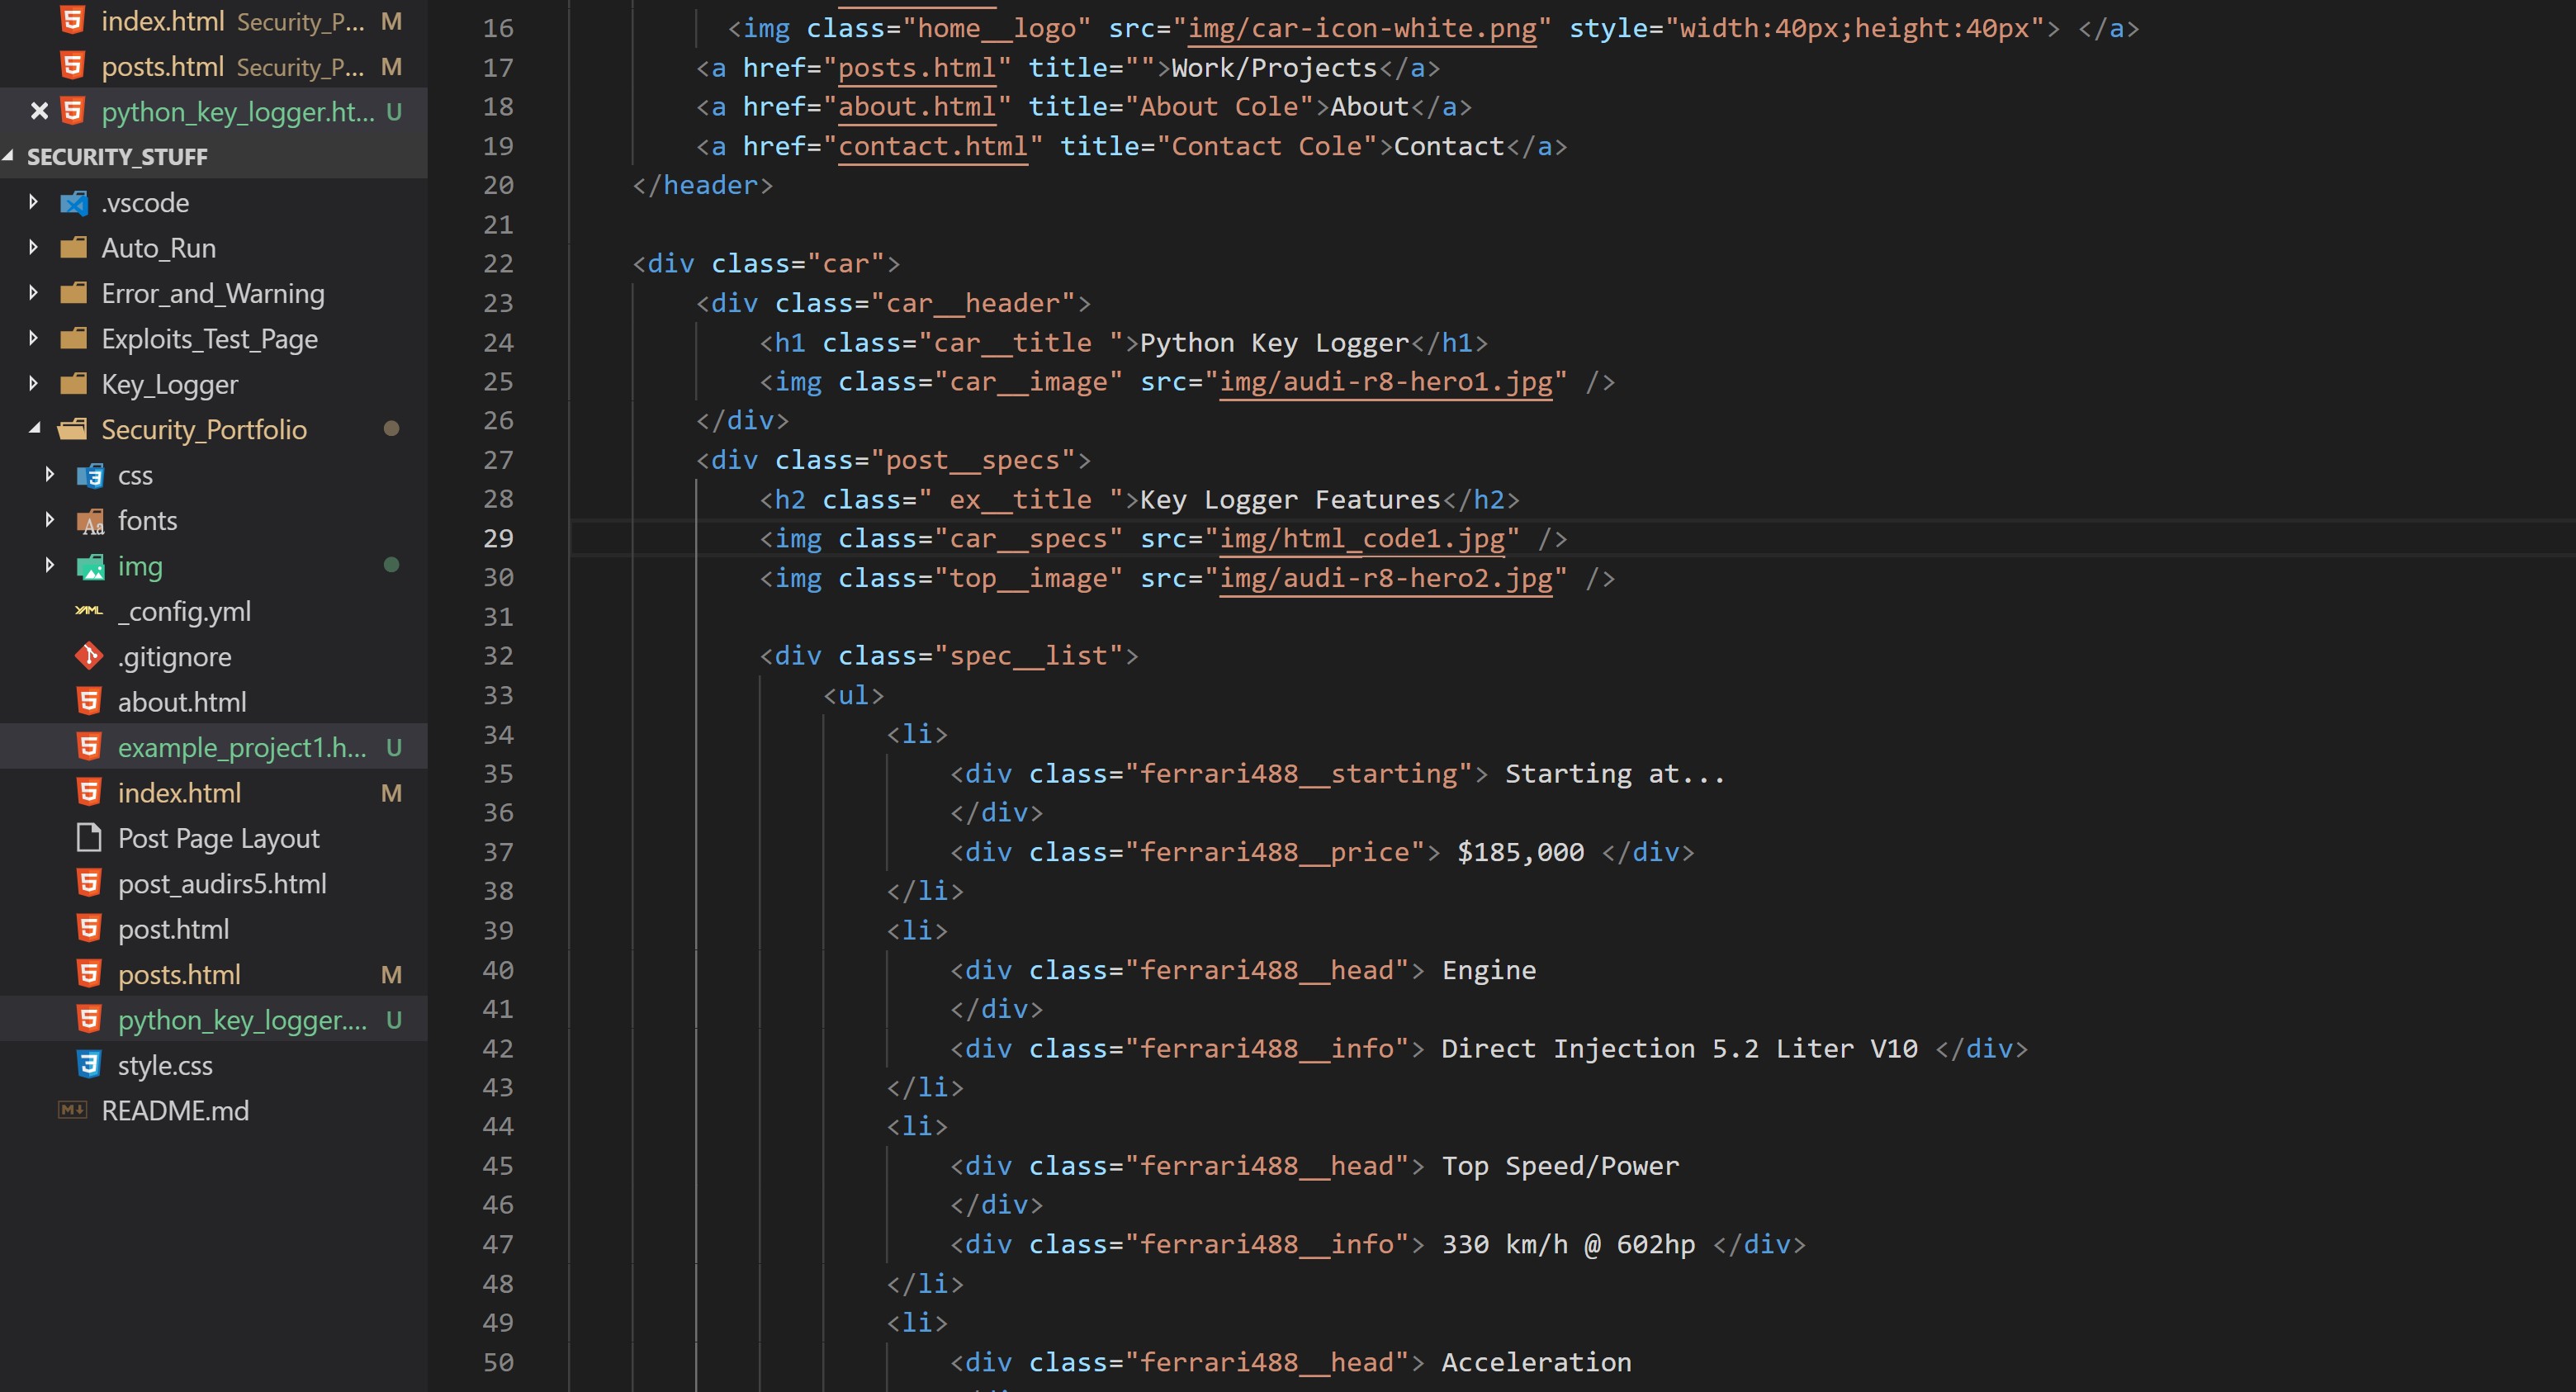 index.html Security_P... M
posts.html Security_P... M
python_key_logger.ht... U
SECURITY_STUFF
.vscode
Auto_Run
Error_and_Warning
Exploits_Test_Page
Key_Logger
Security_Portfolio
css
fonts
img
_config.yml
.gitignore
about.html
example_project1.h... U
index.html M
Post Page Layout
post_audirs5.html
post.html
posts.html M
python_key_logger.... U
style.css
README.md
16 <img class="home__logo" src="img/car-icon-white.png" style="width:40px;height:40px"> </a>
17 <a href="posts.html" title="">Work/Projects</a>
18 <a href="about.html" title="About Cole">About</a>
19 <a href="contact.html" title="Contact Cole">Contact</a>
20 </header>
21
22 <div class="car">
23 <div class="car__header">
24 <h1 class="car__title ">Python Key Logger</h1>
25 <img class="car__image" src="img/audi-r8-hero1.jpg" />
26 </div>
27 <div class="post__specs">
28 <h2 class=" ex__title ">Key Logger Features</h2>
29 <img class="car__specs" src="img/html_code1.jpg" />
30 <img class="top__image" src="img/audi-r8-hero2.jpg" />
31
32 <div class="spec__list">
33 <ul>
34 <li>
35 <div class="ferrari488__starting"> Starting at...
36 </div>
37 <div class="ferrari488__price"> $185,000 </div>
38 </li>
39 <li>
40 <div class="ferrari488__head"> Engine
41 </div>
42 <div class="ferrari488__info"> Direct Injection 5.2 Liter V10 </div>
43 </li>
44 <li>
45 <div class="ferrari488__head"> Top Speed/Power
46 </div>
47 <div class="ferrari488__info"> 330 km/h @ 602hp </div>
48 </li>
49 <li>
50 <div class="ferrari488__head"> Acceleration